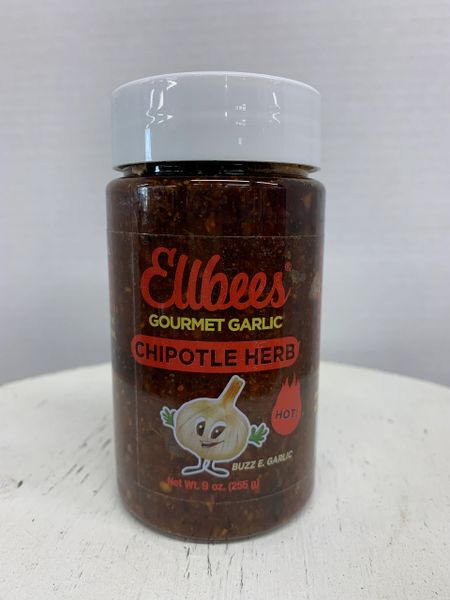 Ellbees®
GOURMET GARLIC
CHIPOTLE HERB
HOT!
BUZZ E. GARLIC
Net Wt. 9 oz. (255 g)